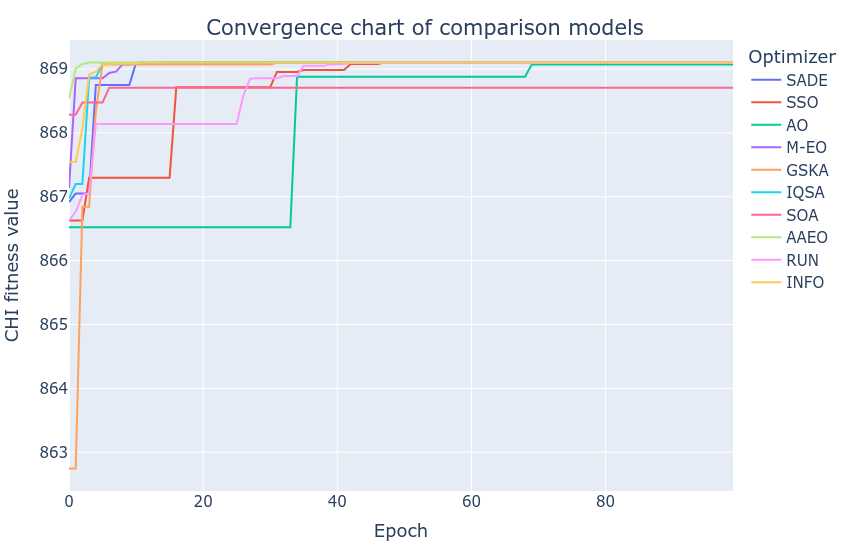 Convergence chart of comparison models
CHI fitness value
869
868
867
866
865
864
863
0
20
40
60
80
Epoch
Optimizer
SADE
SSO
AO
M-EO
GSKA
IQSA
SOA
AAEO
RUN
INFO